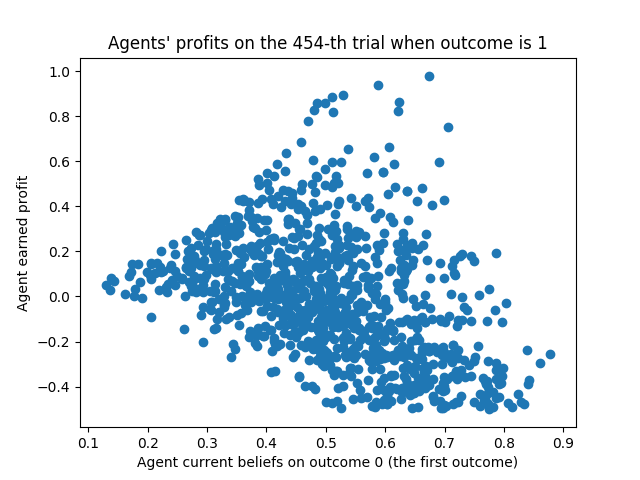 Agents' profits on the 454-th trial when outcome is 1
1.0
0.8
0.6
0.4
0.2
0.0
−0.2
−0.4
Agent earned profit
0.1 0.2 0.3 0.4 0.5 0.6 0.7 0.8 0.9
Agent current beliefs on outcome 0 (the first outcome)